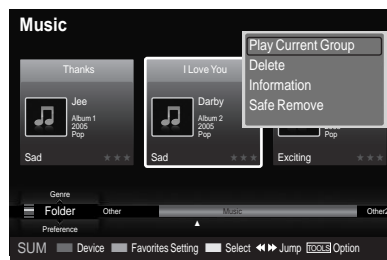 Music
Play Current Group
Delete
Information
Safe Remove
Thanks
I Love You
Jee
Album 1
2005
Pop
Darby
Album 2
2005
Pop
Pop
Sad
Sad
Exciting
Genre
Folder
Other
Music
Other2
Preference
SUM Device Favorites Setting Select Jump TOOLS Option